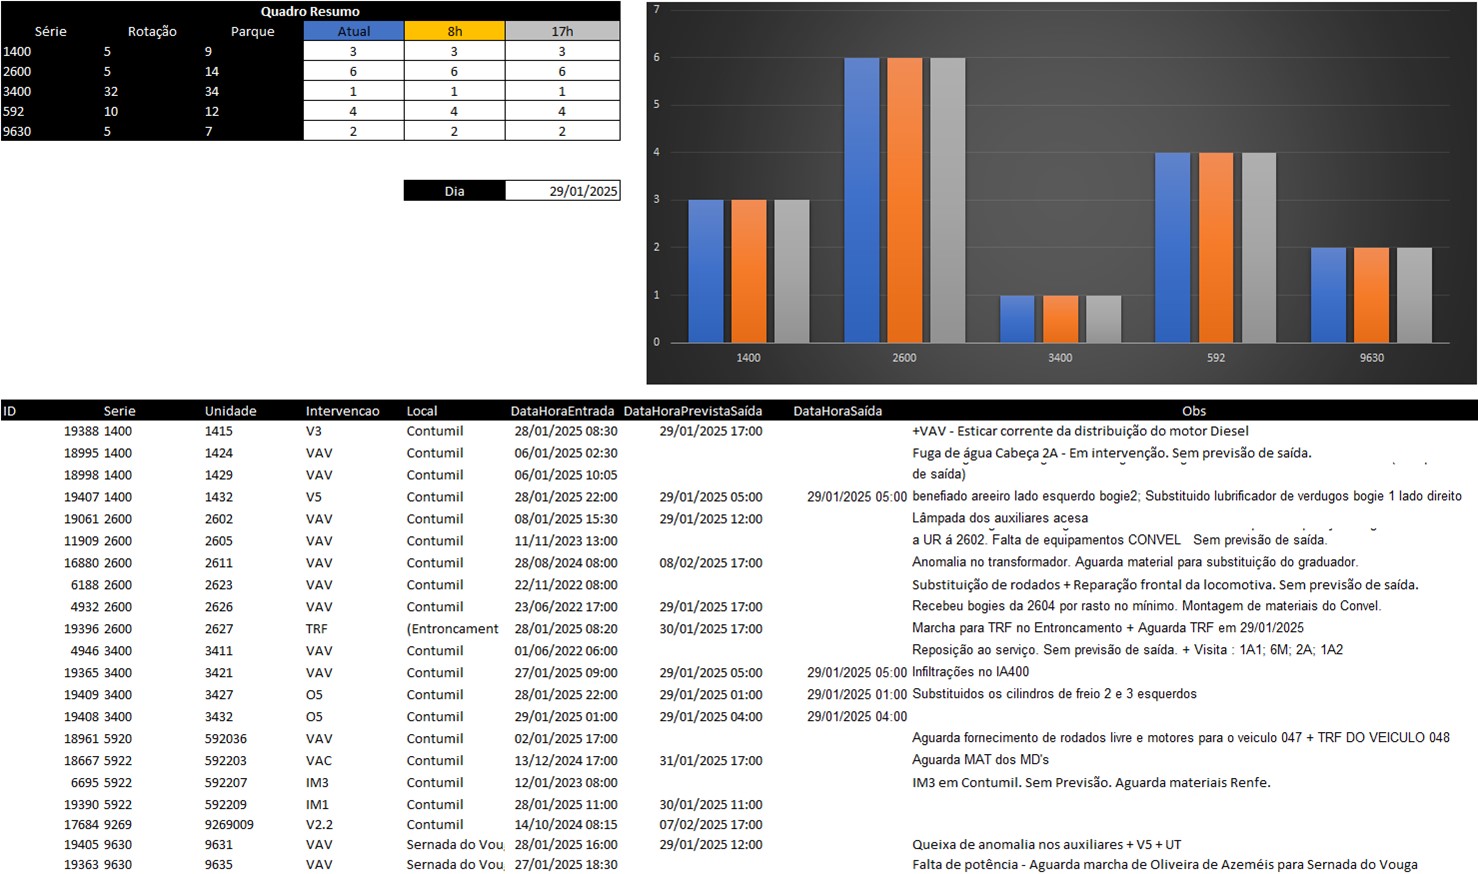 Quadro Resumo
Série Rotação Parque Atual 8h 17h
1400 5 9 3 3 3
2600 5 14 6 6 6
3400 32 34 1 1 1
592 10 12 4 4 4
9630 5 7 2 2 2
Dia 29/01/2025
7
6
5
4
3
2
1
0
1400 2600 3400 592 9630
ID Serie Unidade Intervencao Local DataHoraEntrada DataHoraPrevistaSaída DataHoraSaída Obs
19388 1400 1415 V3 Contumil 28/01/2025 08:30 29/01/2025 17:00 +VAV - Esticar corrente da distribuição do motor Diesel
18995 1400 1424 VAV Contumil 06/01/2025 02:30 Fuga de água Cabeça 2A - Em intervenção. Sem previsão de saída.
18998 1400 1429 VAV Contumil 06/01/2025 10:05 de saída)
19407 1400 1432 V5 Contumil 28/01/2025 22:00 29/01/2025 05:00 29/01/2025 05:00 benefiado areeiro lado esquerdo bogie2; Substituido lubrificador de verdugos bogie 1 lado direito
19061 2600 2602 VAV Contumil 08/01/2025 15:30 29/01/2025 12:00 Lâmpada dos auxiliares acesa
11909 2600 2605 VAV Contumil 11/11/2023 13:00 a UR á 2602. Falta de equipamentos CONVEL Sem previsão de saída.
16880 2600 2611 VAV Contumil 28/08/2024 08:00 08/02/2025 17:00 Anomalia no transformador. Aguarda material para substituição do graduador.
6188 2600 2623 VAV Contumil 22/11/2022 08:00 Substituição de rodados + Reparação frontal da locomotiva. Sem previsão de saída.
4932 2600 2626 VAV Contumil 23/06/2022 17:00 29/01/2025 17:00 Recebeu bogies da 2604 por rasto no mínimo. Montagem de materiais do Convel.
19396 2600 2627 TRF (Entroncament 28/01/2025 08:20 30/01/2025 17:00 Marcha para TRF no Entroncamento + Aguarda TRF em 29/01/2025
4946 3400 3411 VAV Contumil 01/06/2022 06:00 Reposição ao serviço. Sem previsão de saída. + Visita : 1A1; 6M; 2A; 1A2
19365 3400 3421 VAV Contumil 27/01/2025 09:00 29/01/2025 05:00 29/01/2025 05:00 Infiltrações no IA400
19409 3400 3427 O5 Contumil 28/01/2025 22:00 29/01/2025 01:00 29/01/2025 01:00 Substituidos os cilindros de freio 2 e 3 esquerdos
19408 3400 3432 O5 Contumil 29/01/2025 01:00 29/01/2025 04:00 29/01/2025 04:00
18961 5920 592036 VAV Contumil 02/01/2025 17:00 Aguarda fornecimento de rodados livre e motores para o veiculo 047 + TRF DO VEICULO 048
18667 5922 592203 VAC Contumil 13/12/2024 17:00 31/01/2025 17:00 Aguarda MAT dos MD's
6695 5922 592207 IM3 Contumil 12/01/2023 08:00 IM3 em Contumil. Sem Previsão. Aguarda materiais Renfe.
19390 5922 592209 IM1 Contumil 28/01/2025 11:00 30/01/2025 11:00
17684 9269 9269009 V2.2 Contumil 14/10/2024 08:15 07/02/2025 17:00
19405 9630 9631 VAV Sernada do Vou 28/01/2025 16:00 29/01/2025 12:00 Queixa de anomalia nos auxiliares + V5 + UT
19363 9630 9635 VAV Sernada do Vou 27/01/2025 18:30 Falta de potência - Aguarda marcha de Oliveira de Azeméis para Sernada do Vouga